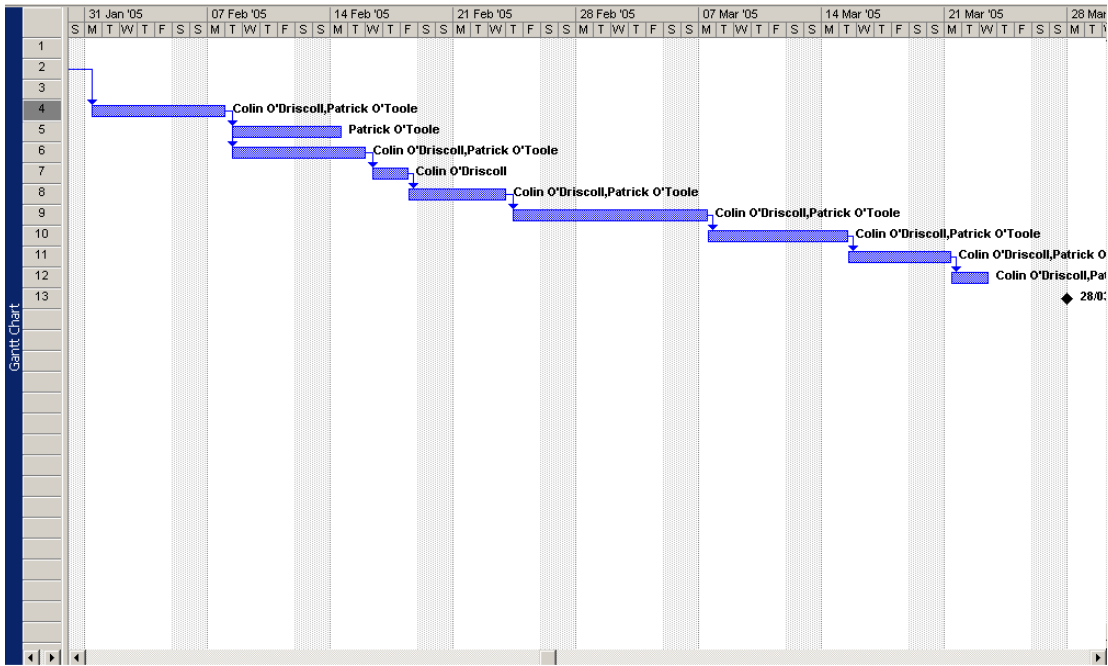 31 Jan '05 07 Feb '05 14 Feb '05 21 Feb '05 28 Feb '05 07 Mar '05 14 Mar '05 21 Mar '05 28 Mar
S M T W T F S S M T W T F S S M T W T F S S M T W T F S S M T W T F S S M T W T F S S M T W T F S S M T W T F S S M T
1
2
3
4 Colin O'Driscoll,Patrick O'Toole
5 Patrick O'Toole
6 Colin O'Driscoll,Patrick O'Toole
7 Colin O'Driscoll
8 Colin O'Driscoll,Patrick O'Toole
9 Colin O'Driscoll,Patrick O'Toole
10 Colin O'Driscoll,Patrick O'Toole
11 Colin O'Driscoll,Patrick O
12 Colin O'Driscoll,Pat
13 28/03
Gantt Chart